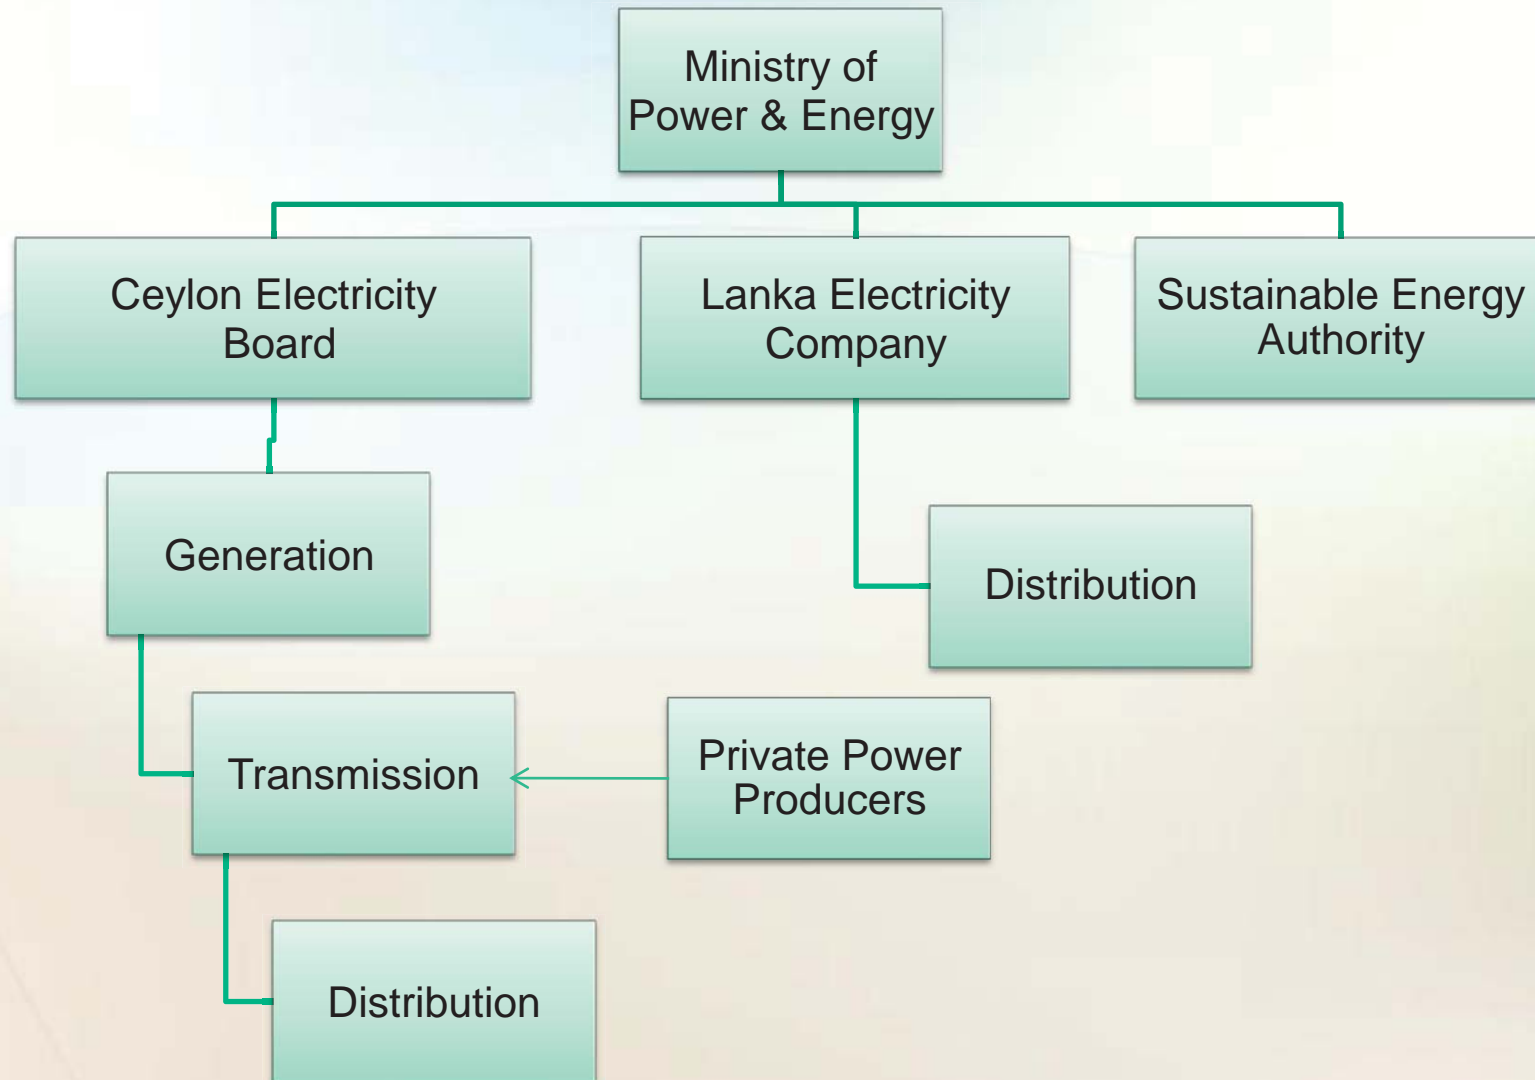 Ministry of
Power & Energy
Ceylon Electricity
Board
Lanka Electricity
Company
Sustainable Energy
Authority
Generation
Distribution
Transmission
Private Power
Producers
Distribution